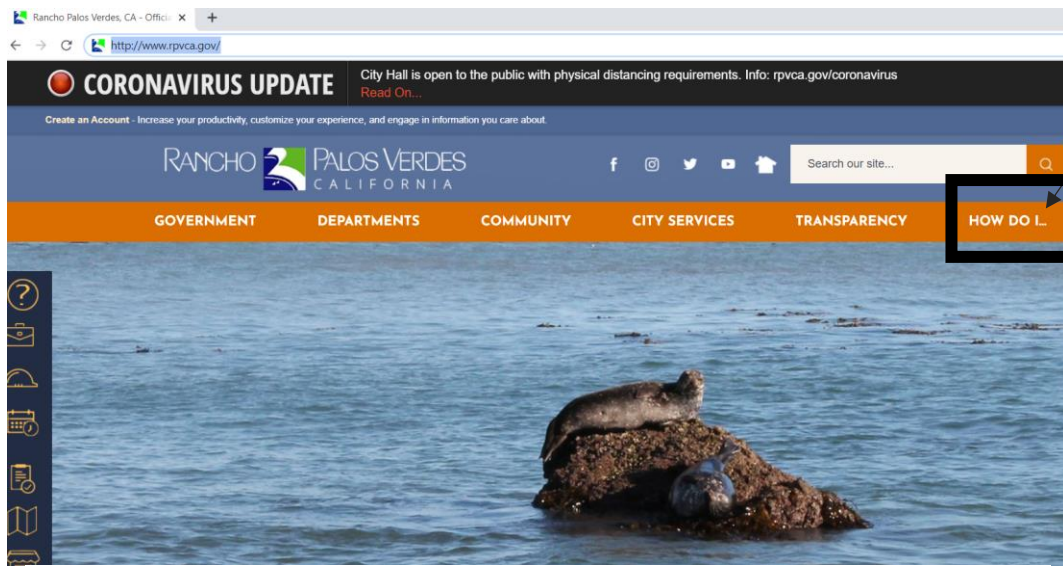 Rancho Palos Verdes, CA - Offici
http://www.rpvca.gov/
CORONAVIRUS UPDATE
City Hall is open to the public with physical distancing requirements. Info: rpvca.gov/coronavirus
Read On...
Create an Account - Increase your productivity, customize your experience, and engage in information you care about.
RANCHO PALOS VERDES
CALIFORNIA
Search our site...
GOVERNMENT DEPARTMENTS COMMUNITY CITY SERVICES TRANSPARENCY HOW DO I...